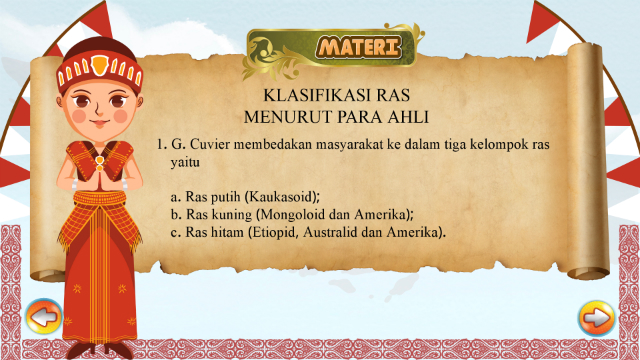 MATERI
KLASIFIKASI RAS
MENURUT PARA AHLI
1. G. Cuvier membedakan masyarakat ke dalam tiga kelompok ras
yaitu
a. Ras putih (Kaukasoid);
b. Ras kuning (Mongoloid dan Amerika);
c. Ras hitam (Etiopid, Australid dan Amerika).